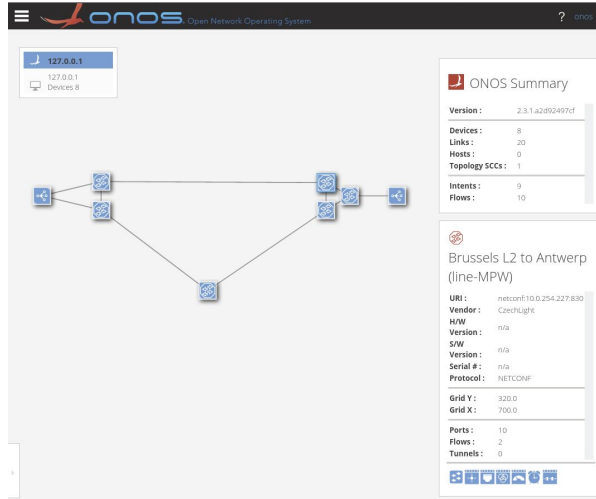 onos. Open Network Operating System
? onos
127.0.0.1
127.0.0.1
Devices 8
ONOS Summary
Version : 2.3.1.a2d92497cf
Devices : 8
Links : 20
Hosts : 0
Topology SCCs : 1
Intents : 9
Flows : 10
Brussels L2 to Antwerp
(line-MPW)
URI : netconf:10.0.254.227:830
Vendor : CzechLight
H/W
Version : n/a
S/W
Version : n/a
Serial # : n/a
Protocol : NETCONF
Grid Y : 320.0
Grid X : 700.0
Ports : 10
Flows : 2
Tunnels : 0